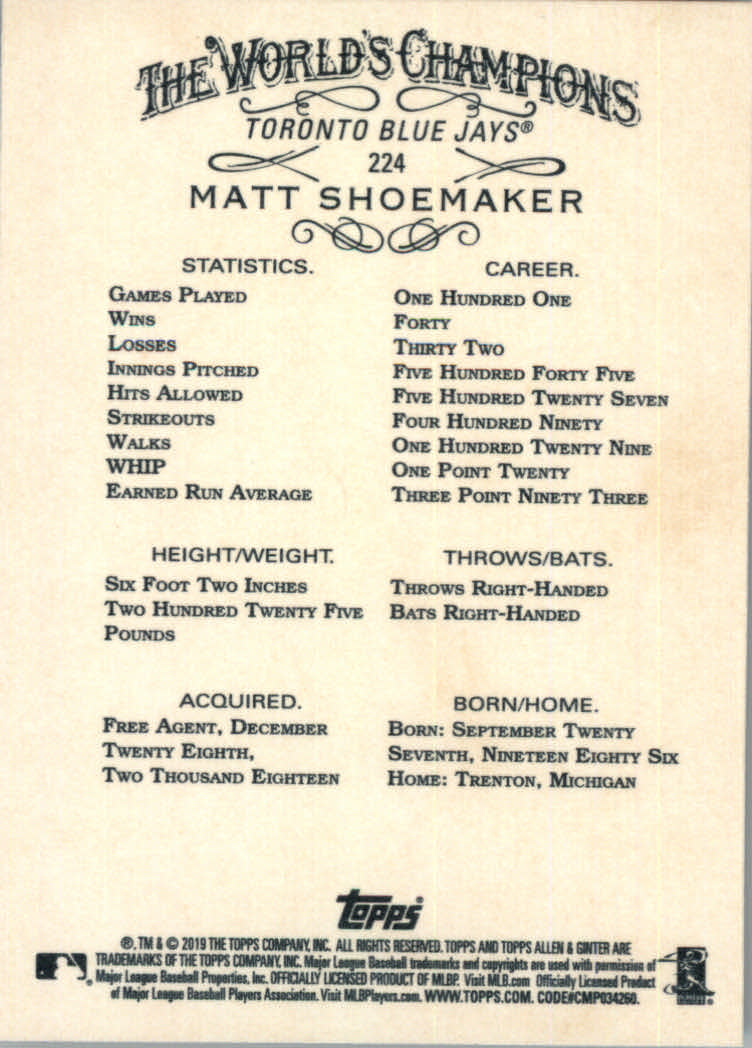 THE WORLD'S CHAMPIONS
TORONTO BLUE JAYS®
224
MATT SHOEMAKER
STATISTICS.
CAREER.
GAMES PLAYED
ONE HUNDRED ONE
WINS
FORTY
LOSSES
THIRTY TWO
INNINGS PITCHED
FIVE HUNDRED FORTY FIVE
HITS ALLOWED
FIVE HUNDRED TWENTY SEVEN
STRIKEOUTS
FOUR HUNDRED NINETY
WALKS
ONE HUNDRED TWENTY NINE
WHIP
ONE POINT TWENTY
EARNED RUN AVERAGE
THREE POINT NINETY THREE
HEIGHT/WEIGHT.
SIX FOOT TWO INCHES
TWO HUNDRED TWENTY FIVE
POUNDS
THROWS/BATS.
THROWS RIGHT-HANDED
BATS RIGHT-HANDED
ACQUIRED.
FREE AGENT, DECEMBER
TWENTY EIGHTH,
TWO THOUSAND EIGHTEEN
BORN/HOME.
BORN: SEPTEMBER TWENTY
SEVENTH, NINETEEN EIGHTY SIX
HOME: TRENTON, MICHIGAN
topps®
®, TM & © 2019 THE TOPPS COMPANY, INC. ALL RIGHTS RESERVED. TOPPS AND TOPPS ALLEN & GINTER ARE
TRADEMARKS OF THE TOPPS COMPANY, INC. Major League Baseball trademarks and copyrights are used with permission of
Major League Baseball Properties, Inc. OFFICIALLY LICENSED PRODUCT OF MLBP. Visit MLB.com Officially Licensed Product
of Major League Baseball Players Association. Visit MLBPlayers.com. WWW.TOPPS.COM. CODE#CMP034260.